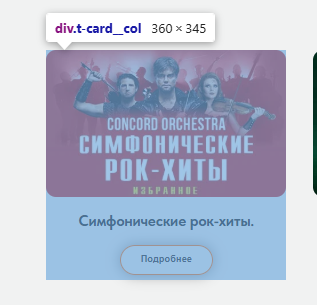 div.t-card__col 360 × 345
CONCORD ORCHESTRA
СИМФОНИЧЕСКИЕ
РОК-ХИТЫ
ИЗБРАННОЕ
Симфонические рок-хиты.
Подробнее